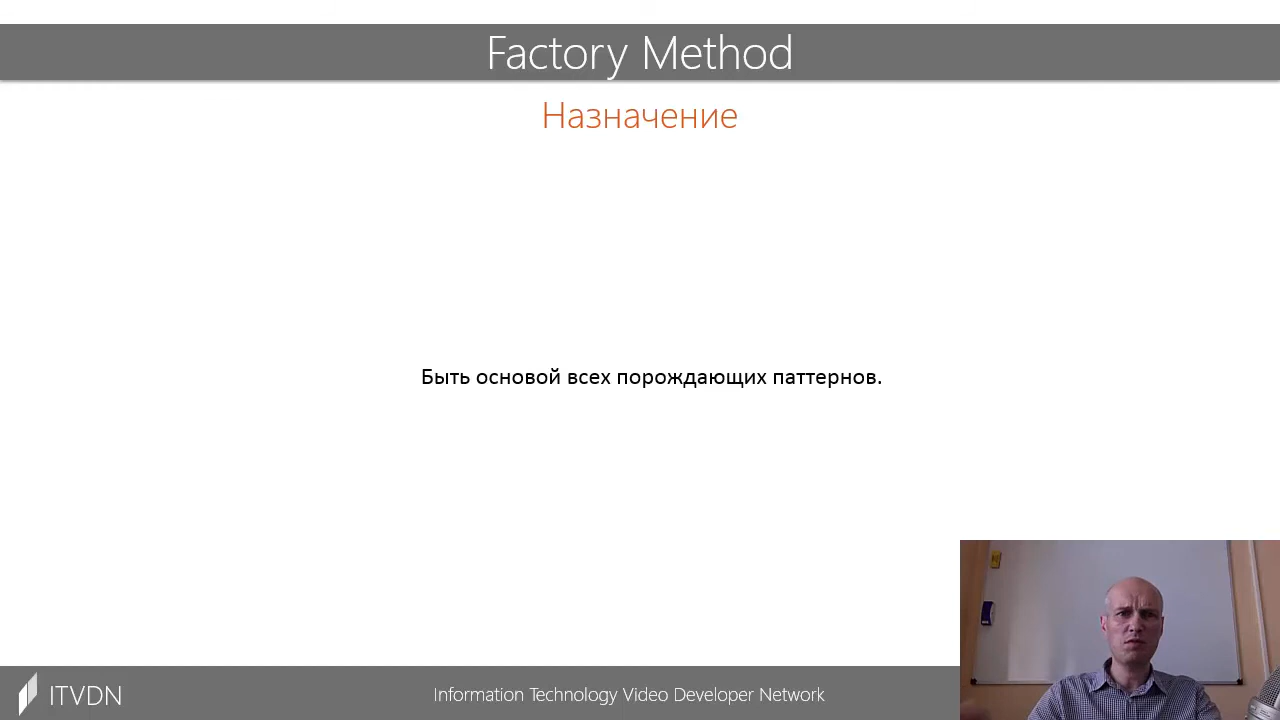 Factory Method
Назначение
Быть основой всех порождающих паттернов.
ITVDN
Information Technology Video Developer Network